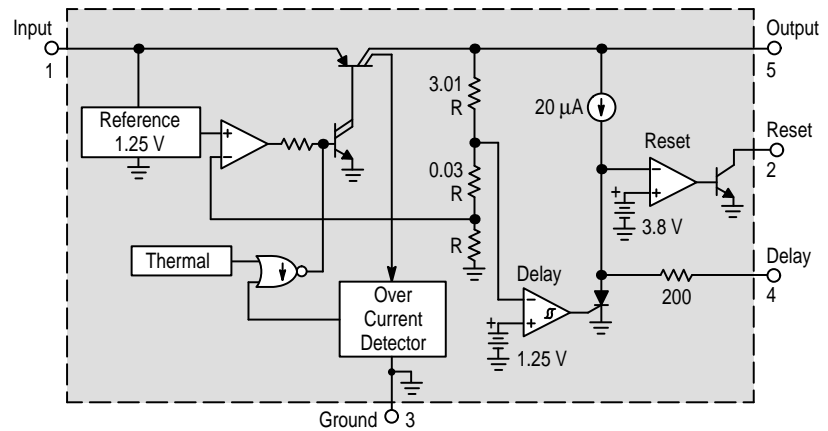 Input
1
Output
5
3.01
R
20 μA
Reference
1.25 V
+
−
Reset
Reset
2
0.03
R
−
+
+
3.8 V
R
Thermal
Delay
Delay
4
200
Over
Current
Detector
−
+
+
1.25 V
Ground
3